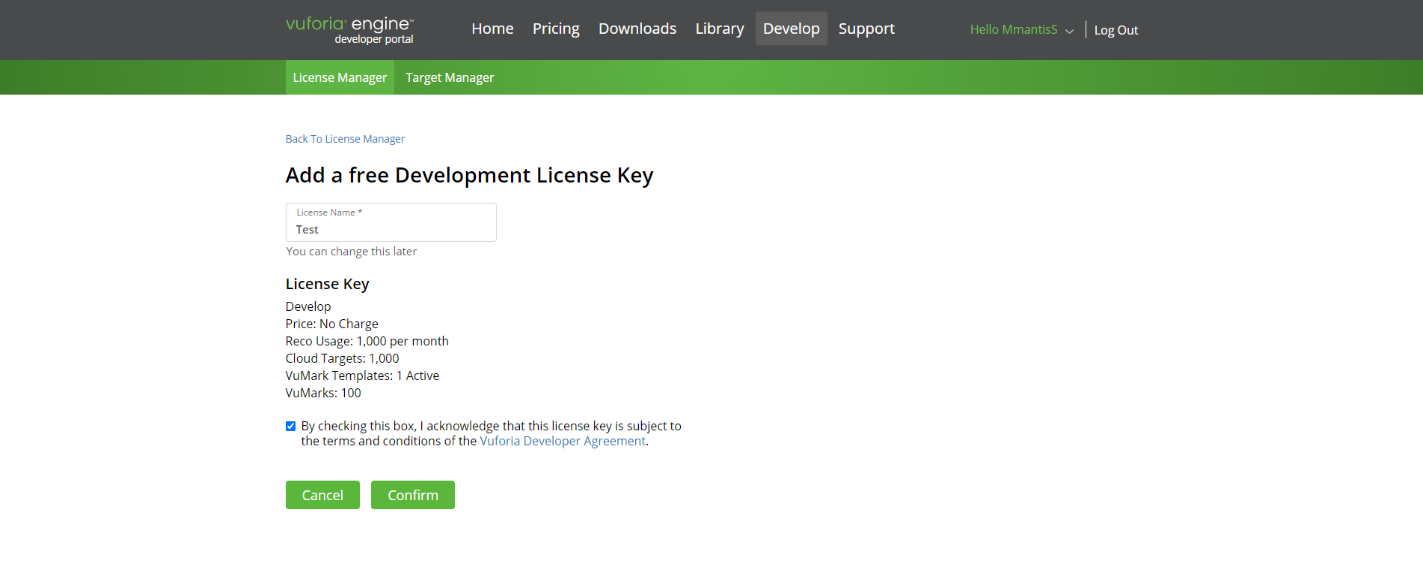 vuforia® engine™
developer portal
Home Pricing Downloads Library Develop Support
Hello MmantisS
Log Out
License Manager Target Manager
Back To License Manager
Add a free Development License Key
License Name *
Test
You can change this later
License Key
Develop
Price: No Charge
Reco Usage: 1,000 per month
Cloud Targets: 1,000
VuMark Templates: 1 Active
VuMarks: 100
By checking this box, I acknowledge that this license key is subject to
the terms and conditions of the Vuforia Developer Agreement.
Cancel Confirm